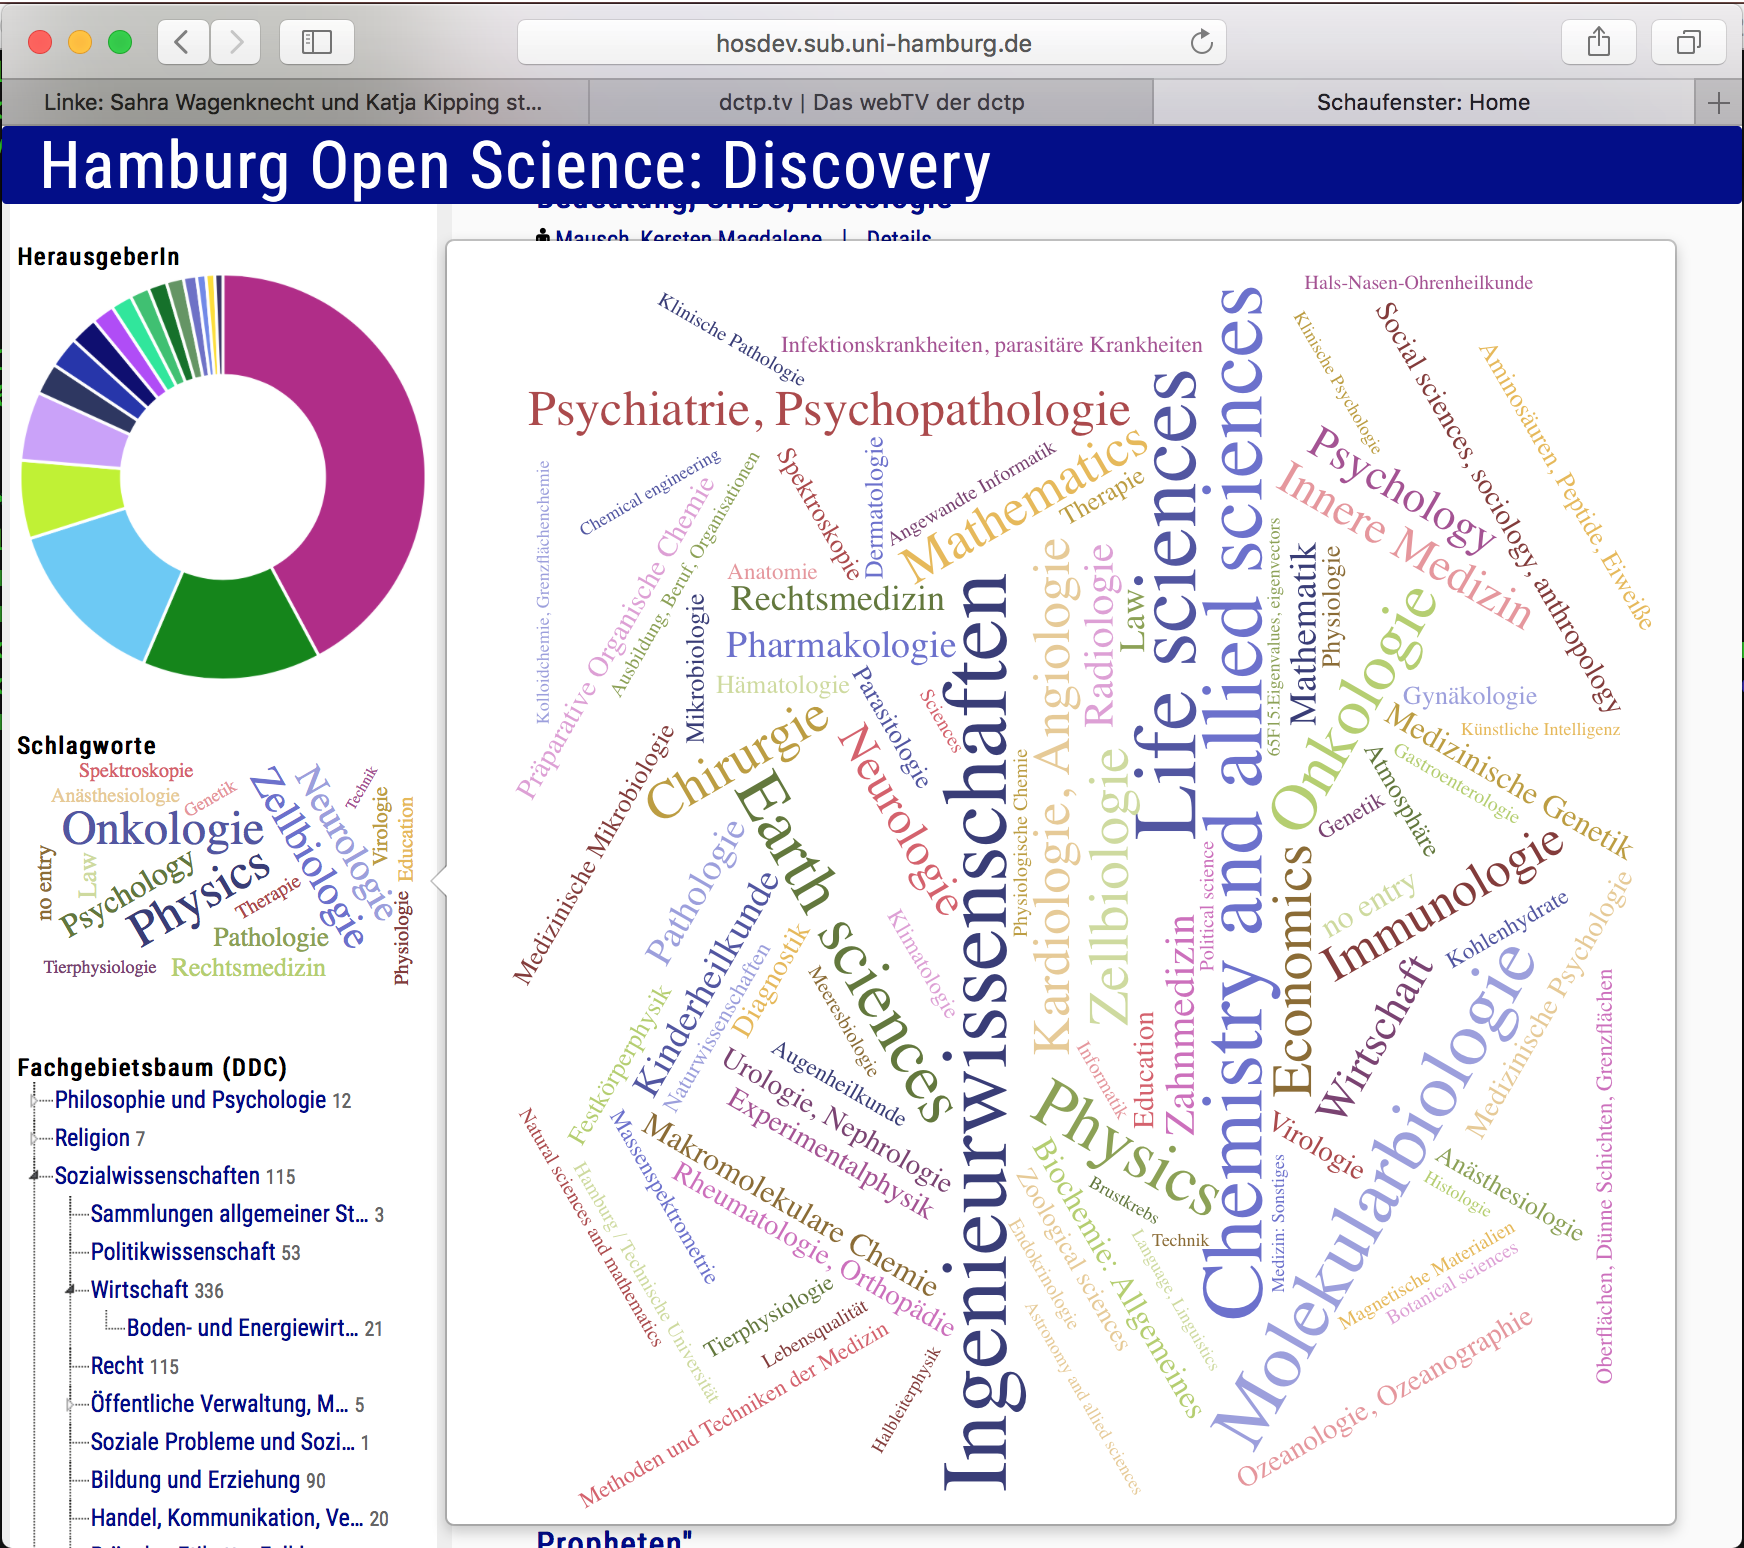 hosdev.sub.uni-hamburg.de
Linke: Sahra Wagenknecht und Katja Kipping st...
dctp.tv | Das webTV der dctp
Schaufenster: Home
Hamburg Open Science: Discovery
Mausch, Kersten Magdalene | Details
HerausgeberIn
Schlagworte
Spektroskopie
Anästhesiologie
Genetik
Zellbiologie
Neurologie
Technik
Virologie
Education
Onkologie
no entry
Law
Psychology
Physics
Therapie
Pathologie
Physiologie
Tierphysiologie
Rechtsmedizin
Fachgebietsbaum (DDC)
Philosophie und Psychologie 12
Religion 7
Sozialwissenschaften 115
Sammlungen allgemeiner St... 3
Politikwissenschaft 53
Wirtschaft 336
Boden- und Energiewirt... 21
Recht 115
Öffentliche Verwaltung, M... 5
Soziale Probleme und Sozi... 1
Bildung und Erziehung 90
Handel, Kommunikation, Ve... 20
Hals-Nasen-Ohrenheilkunde
Klinische Pathologie
Infektionskrankheiten, parasitäre Krankheiten
Klinische Psychologie
Social sciences, sociology, anthropology
Aminosäuren, Peptide, Eiweiße
Psychiatrie, Psychopathologie
Life sciences
Chemistry and allied sciences
Psychology
Innere Medizin
Kolloidchemie, Grenzflächenchemie
Chemical engineering
Präparative Organische Chemie
Ausbildung, Beruf, Organisationen
Spektroskopie
Dermatologie
Angewandte Informatik
Mathematics
Therapie
Anatomie
Rechtsmedizin
Mikrobiologie
Pharmakologie
Hämatologie
Parasitologie
Sciences
Ingenieurwissenschaften
Kardiologie, Angiologie
Radiologie
Law
65F15:Eigenvalues, eigenvectors
Mathematik
Physiologie
Onkologie
Gynäkologie
Künstliche Intelligenz
Medizinische Genetik
Gastroenterologie
Atmosphäre
Genetik
Medizinische Mikrobiologie
Chirurgie
Neurologie
Earth sciences
Physiologische Chemie
Zellbiologie
Pathologie
Kinderheilkunde
Naturwissenschaften
Diagnostik
Meeresbiologie
Klimatologie
Political science
Zahnmedizin
Economics
no entry
Immunologie
Kohlenhydrate
Wirtschaft
Molekularbiologie
Medizinische Psychologie
Oberflächen, Dünne Schichten, Grenzflächen
Festkörperphysik
Urologie, Nephrologie
Augenheilkunde
Experimentalphysik
Informatik
Education
Physics
Virologie
Natural sciences and mathematics
Hamburg / Technische Universität
Massenspektrometrie
Makromolekulare Chemie
Rheumatologie, Orthopädie
Biochemie: Allgemeines
Brustkrebs
Zoological sciences
Endokrinologie
Technik
Language, Linguistics
Medizin: Sonstiges
Anästhesiologie
Histologie
Magnetische Materialien
Botanical sciences
Tierphysiologie
Lebensqualität
Methoden und Techniken der Medizin
Halbleiterphysik
Astronomy and allied sciences
Ozeanologie, Ozeanographie
Propheten"